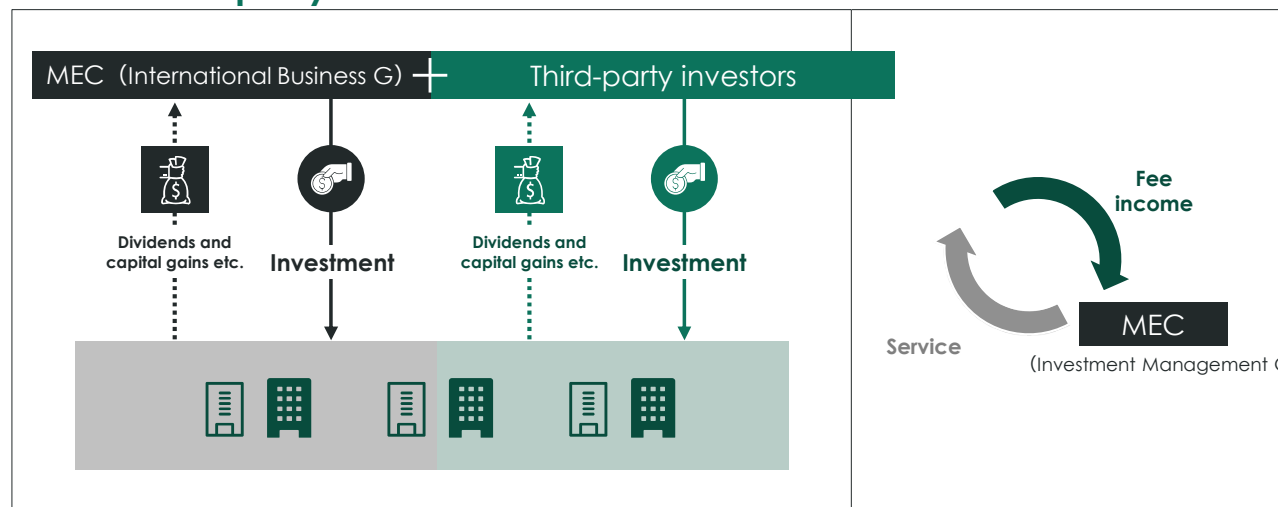 MEC (International Business G)
Third-party investors
Dividends and
capital gains etc.
Investment
Dividends and
capital gains etc.
Investment
Fee
income
Service
MEC
(Investment Management